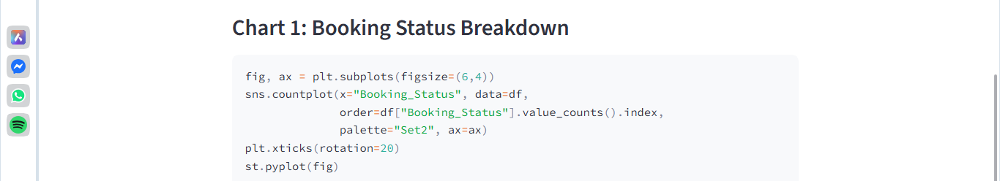 Chart 1: Booking Status Breakdown
fig, ax = plt.subplots(figsize=(6,4))
sns.countplot(x="Booking_Status", data=df,
              order=df["Booking_Status"].value_counts().index,
              palette="Set2", ax=ax)
plt.xticks(rotation=20)
st.pyplot(fig)